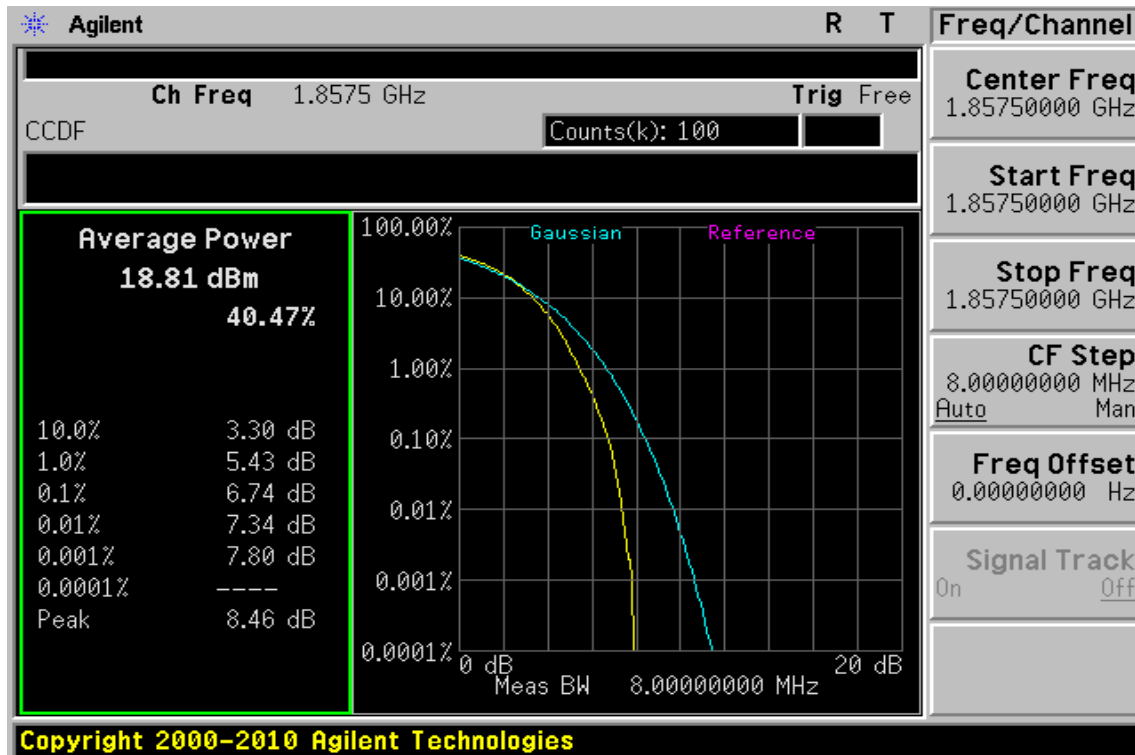 Agilent R T
Ch Freq 1.8575 GHz Trig Free
CCDF Counts(k): 100
Average Power
18.81 dBm
40.47%
10.0% 3.30 dB
1.0% 5.43 dB
0.1% 6.74 dB
0.01% 7.34 dB
0.001% 7.80 dB
0.0001% ----
Peak 8.46 dB
Gaussian Reference
100.00%
10.00%
1.00%
0.10%
0.01%
0.001%
0.0001%
0 dB 20 dB
Meas BW 8.00000000 MHz
Freq/Channel
Center Freq
1.85750000 GHz
Start Freq
1.85750000 GHz
Stop Freq
1.85750000 GHz
CF Step
8.00000000 MHz
Auto Man
Freq Offset
0.00000000 Hz
Signal Track
On Off
Copyright 2000-2010 Agilent Technologies